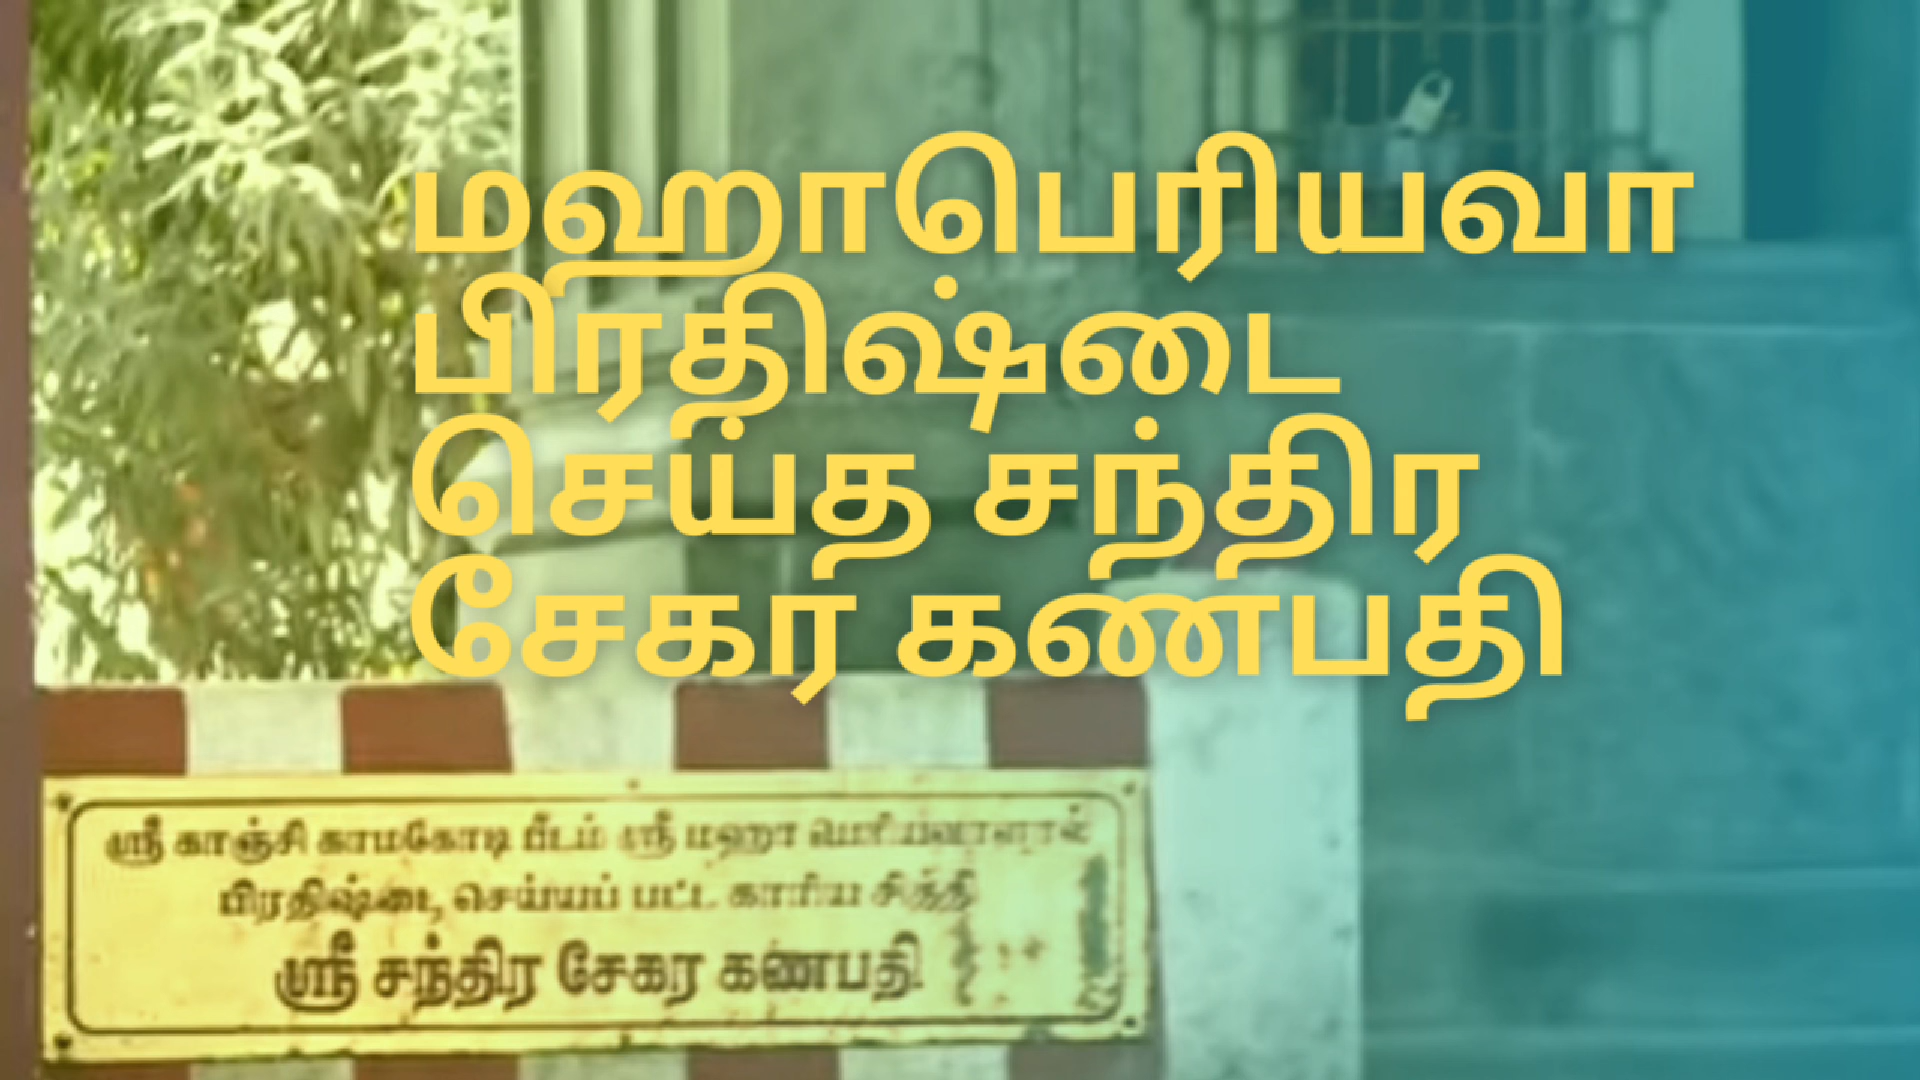 மஹாபெரியவா
பிரதிஷ்டை
செய்த சந்திர
சேகர கணபதி
ஸ்ரீ காஞ்சி காமகோடி பீடம் ஸ்ரீ மஹா பெரியவாளால்
பிரதிஷ்டை, செய்யப் பட்ட காரிய சித்தி
ஸ்ரீ சந்திர சேகர கணபதி